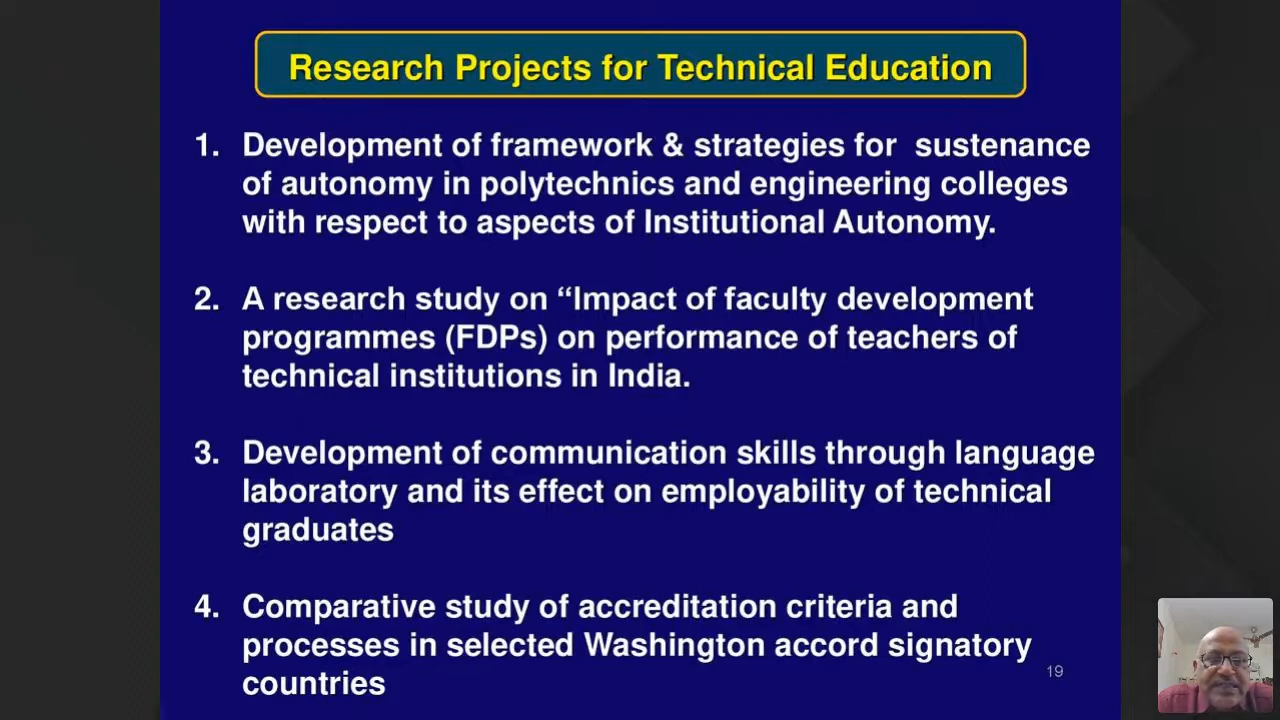 Research Projects for Technical Education
1. Development of framework & strategies for sustenance
of autonomy in polytechnics and engineering colleges
with respect to aspects of Institutional Autonomy.
2. A research study on “Impact of faculty development
programmes (FDPs) on performance of teachers of
technical institutions in India.
3. Development of communication skills through language
laboratory and its effect on employability of technical
graduates
4. Comparative study of accreditation criteria and
processes in selected Washington accord signatory
countries
19